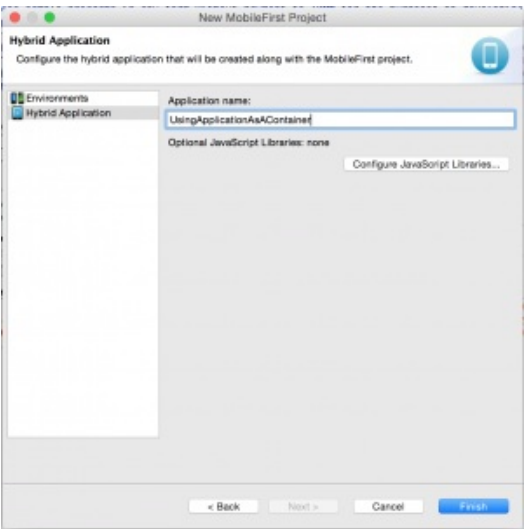 New MobileFirst Project
Hybrid Application
Configure the hybrid application that will be created along with the MobileFirst project.
Environments
Hybrid Application
Application name:
UsingApplicationAsAContainer
Optional JavaScript Libraries: none
Configure JavaScript Libraries...
< Back
Next >
Cancel
Finish